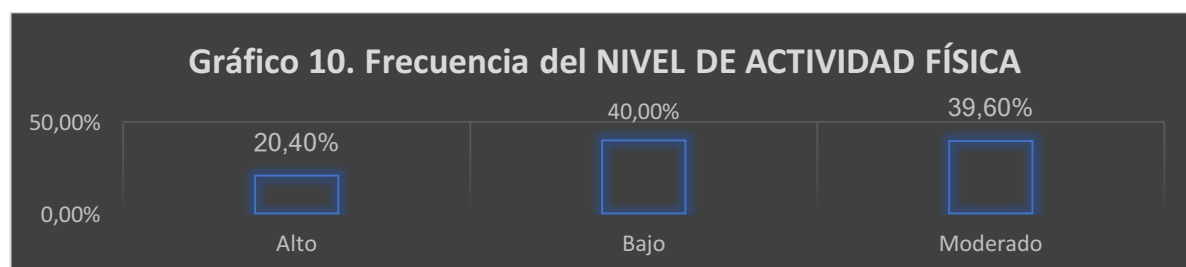 Gráfico 10. Frecuencia del NIVEL DE ACTIVIDAD FÍSICA
50,00%
0,00%
20,40%
40,00%
39,60%
Alto
Bajo
Moderado